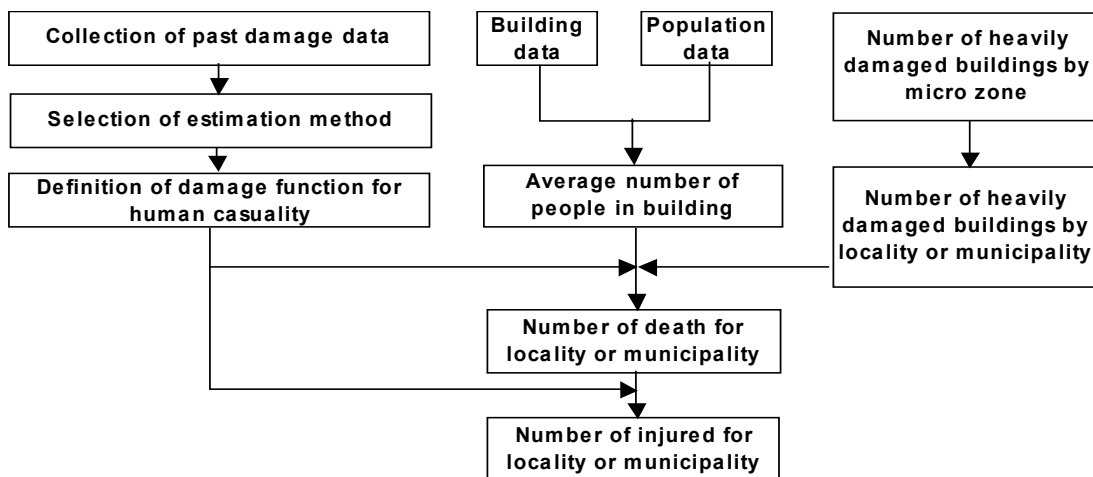 Collection of past damage data
Selection of estimation method
Definition of damage function for
human casuality
Building
data
Population
data
Average number of
people in building
Number of heavily
damaged buildings by
micro zone
Number of heavily
damaged buildings by
locality or municipality
Number of death for
locality or municipality
Number of injured for
locality or municipality